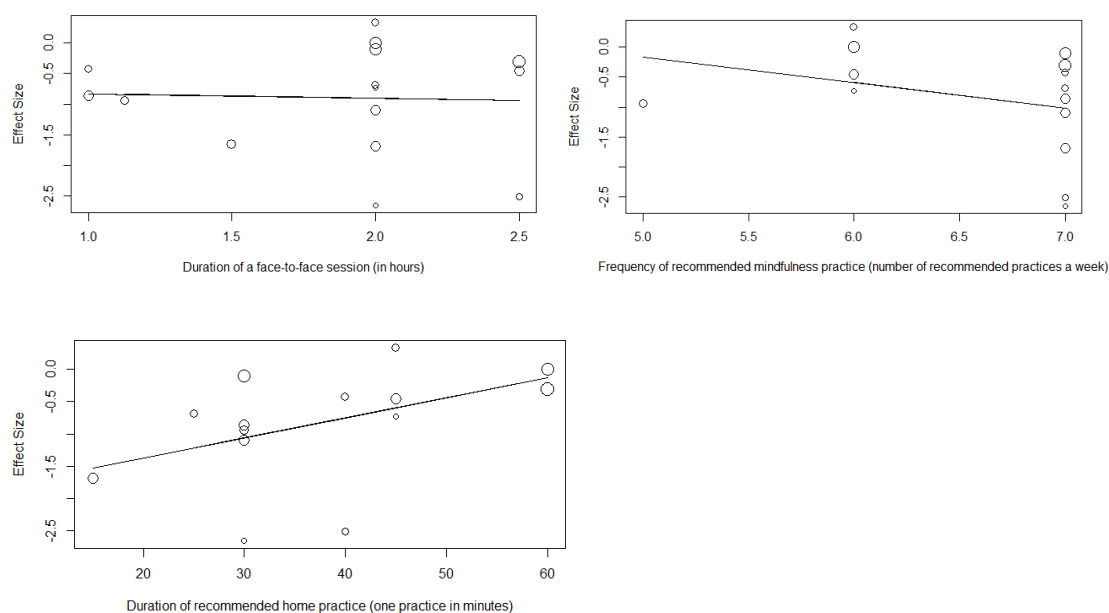 Effect Size
0.0
-0.5
-1.5
-2.5
1.0 1.5 2.0 2.5
Duration of a face-to-face session (in hours)
Effect Size
0.0
-0.5
-1.5
-2.5
5.0 5.5 6.0 6.5 7.0
Frequency of recommended mindfulness practice (number of recommended practices a week)
Effect Size
0.0
-0.5
-1.5
-2.5
20 30 40 50 60
Duration of recommended home practice (one practice in minutes)